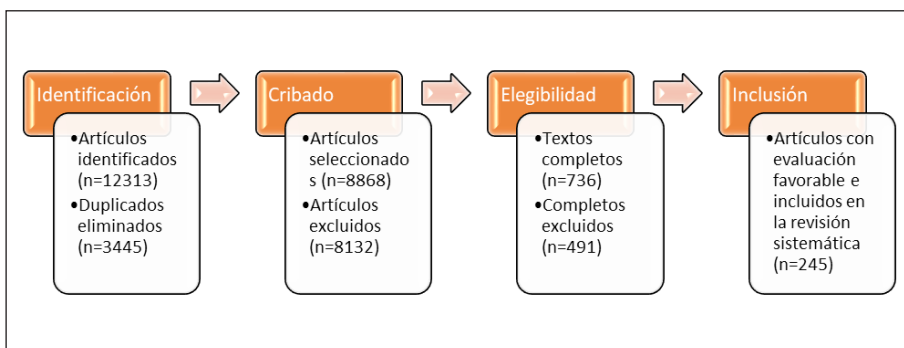 Identificación
•Artículos
identificados
(n=12313)
•Duplicados
eliminados
(n=3445)
Cribado
•Artículos
seleccionado
s (n=8868)
•Artículos
excluidos
(n=8132)
Elegibilidad
•Textos
completos
(n=736)
•Completos
excluidos
(n=491)
Inclusión
•Artículos con
evaluación
favorable e
incluidos en
la revisión
sistemática
(n=245)